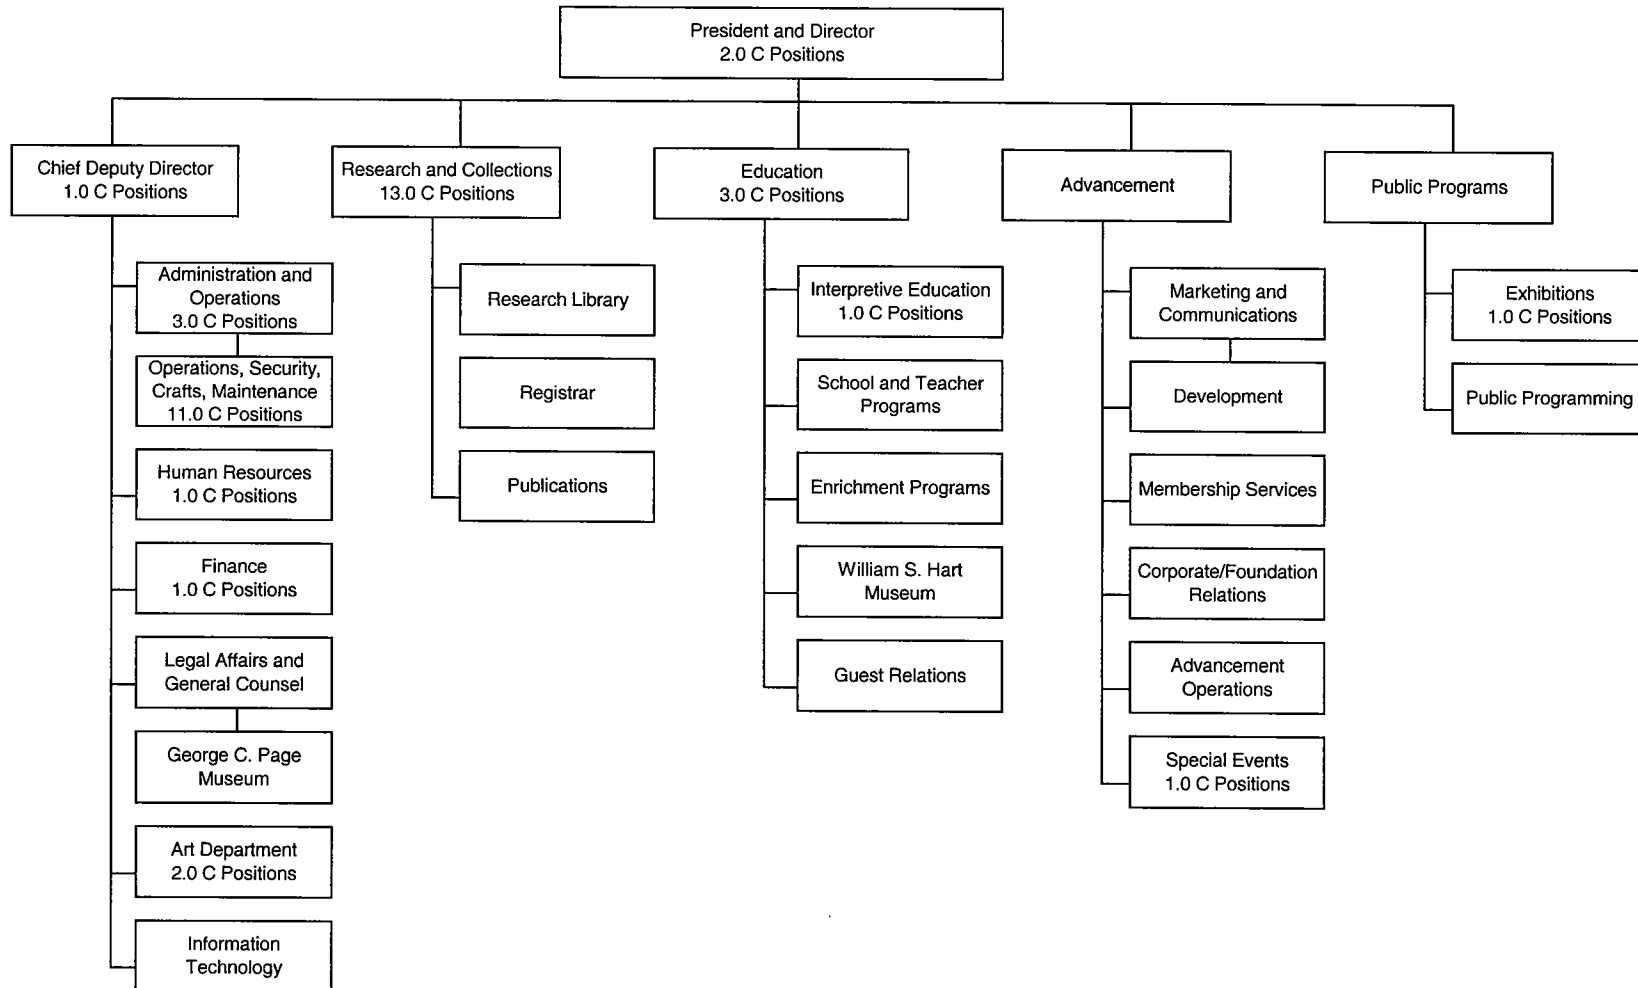 President and Director
2.0 C Positions
Chief Deputy Director
1.0 C Positions
Research and Collections
13.0 C Positions
Education
3.0 C Positions
Advancement
Public Programs
Administration and
Operations
3.0 C Positions
Operations, Security,
Crafts, Maintenance
11.0 C Positions
Human Resources
1.0 C Positions
Finance
1.0 C Positions
Legal Affairs and
General Counsel
George C. Page
Museum
Art Department
2.0 C Positions
Information
Technology
Research Library
Registrar
Publications
Interpretive Education
1.0 C Positions
School and Teacher
Programs
Enrichment Programs
William S. Hart
Museum
Guest Relations
Marketing and
Communications
Development
Membership Services
Corporate/Foundation
Relations
Advancement
Operations
Special Events
1.0 C Positions
Exhibitions
1.0 C Positions
Public Programming